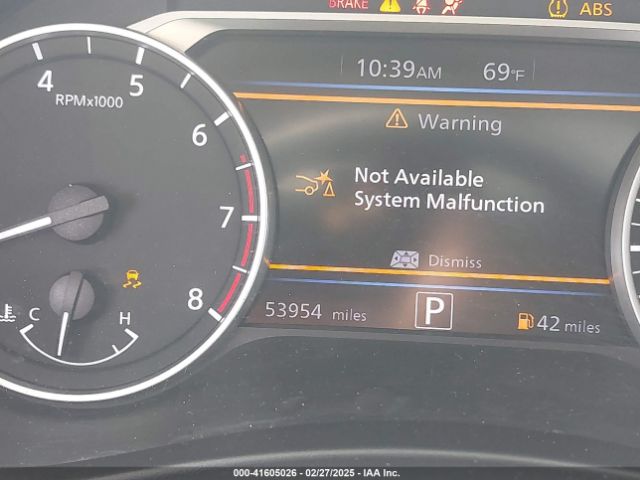 BRAKE
ABS
10:39AM 69°F
4
5
RPMx1000
6
7
8
Warning
Not Available
System Malfunction
Dismiss
C H
53954 miles P 42 miles
000-41605026 - 02/27/2025 - IAA Inc.